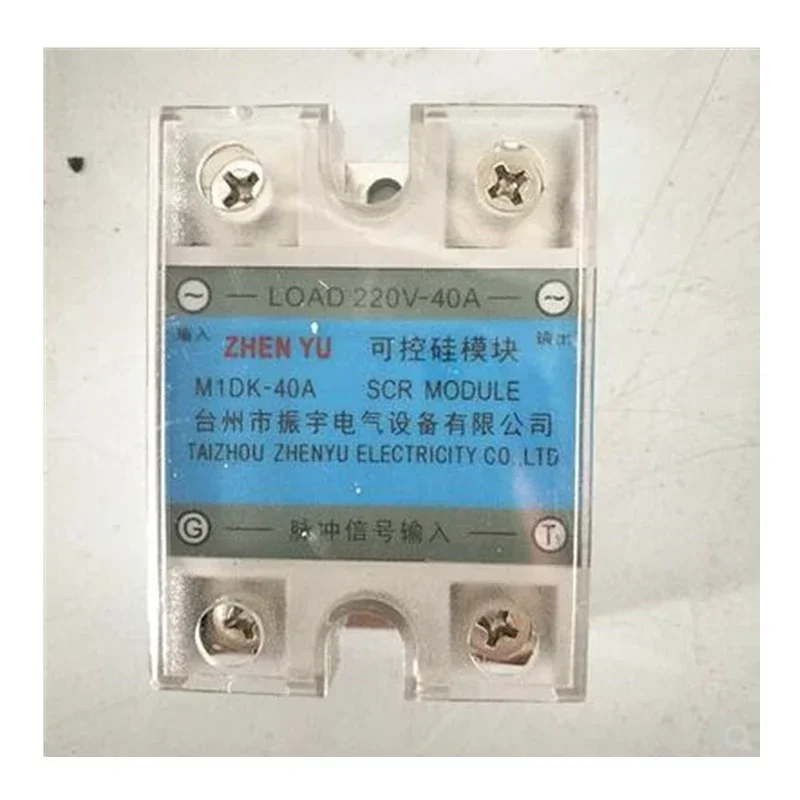 ~ LOAD 220V-40A ~
输入 ZHEN YU 可控硅模块 输出
M1DK-40A SCR MODULE
台州市振宇电气设备有限公司
TAIZHOU ZHENYU ELECTRICITY CO.,LTD
G 脉冲信号输入 T₁